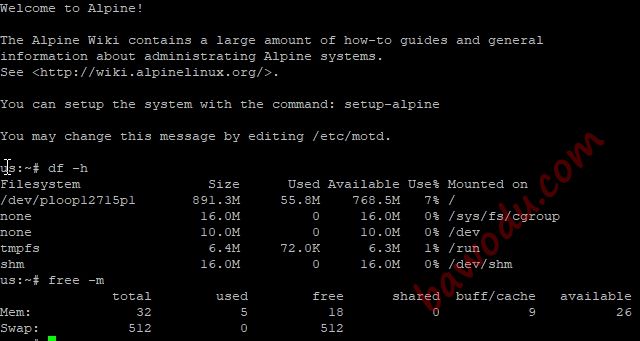 Welcome to Alpine!
The Alpine Wiki contains a large amount of how-to guides and general
information about administrating Alpine systems.
See <http://wiki.alpinelinux.org/>.
You can setup the system with the command: setup-alpine
You may change this message by editing /etc/motd.
us:~# df -h
Filesystem Size Used Available Use% Mounted on
/dev/ploop12715p1 891.3M 55.8M 768.5M 7% /
none 16.0M 0 16.0M 0% /sys/fs/cgroup
none 10.0M 0 10.0M 0% /dev
tmpfs 6.4M 72.0K 6.3M 1% /run
shm 16.0M 0 16.0M 0% /dev/shm
us:~# free -m
total used free shared buff/cache available
Mem: 32 5 18 0 9 26
Swap: 512 0 512
bawodu.com